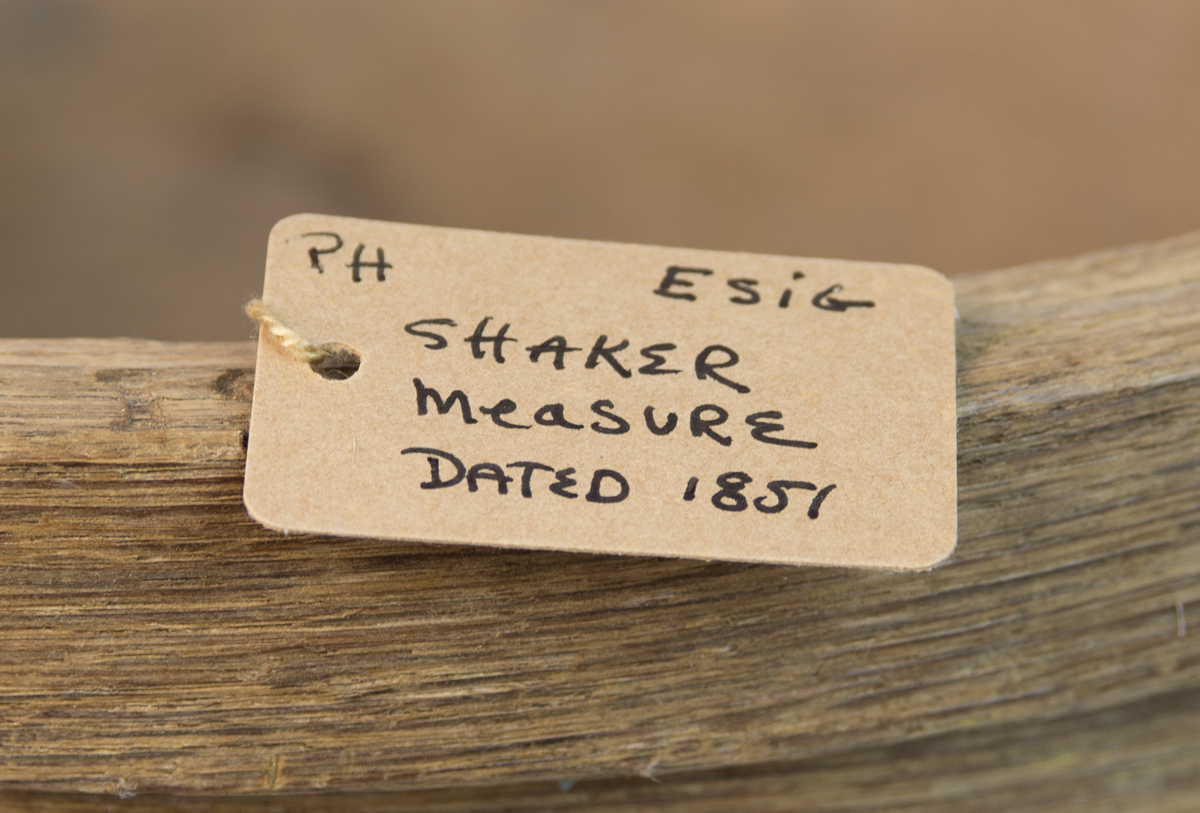 PH ESiG
SHAKER
MeaSURE
DATED 1851